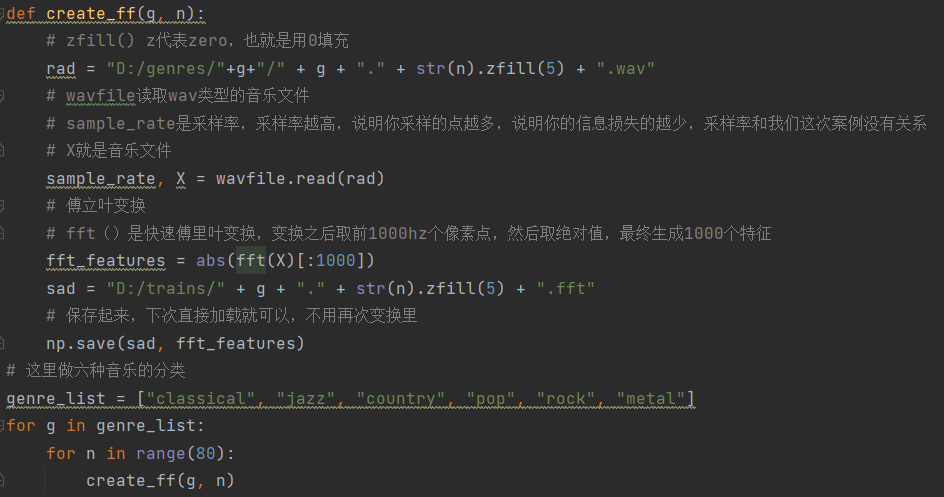 def create_ff(g, n):
    # zfill() z代表zero，也就是用0填充
    rad = "D:/genres/"+g+"/" + g + "." + str(n).zfill(5) + ".wav"
    # wavfile读取wav类型的音乐文件
    # sample_rate是采样率，采样率越高，说明你采样的点越多，说明你的信息损失的越少，采样率和我们这次案例没有关系
    # X就是音乐文件
    sample_rate, X = wavfile.read(rad)
    # 傅立叶变换
    # fft（）是快速傅里叶变换，变换之后取前1000hz个像素点，然后取绝对值，最终生成1000个特征
    fft_features = abs(fft(X)[:1000])
    sad = "D:/trains/" + g + "." + str(n).zfill(5) + ".fft"
    # 保存起来，下次直接加载就可以，不用再次变换里
    np.save(sad, fft_features)
# 这里做六种音乐的分类
genre_list = ["classical", "jazz", "country", "pop", "rock", "metal"]
for g in genre_list:
    for n in range(80):
        create_ff(g, n)